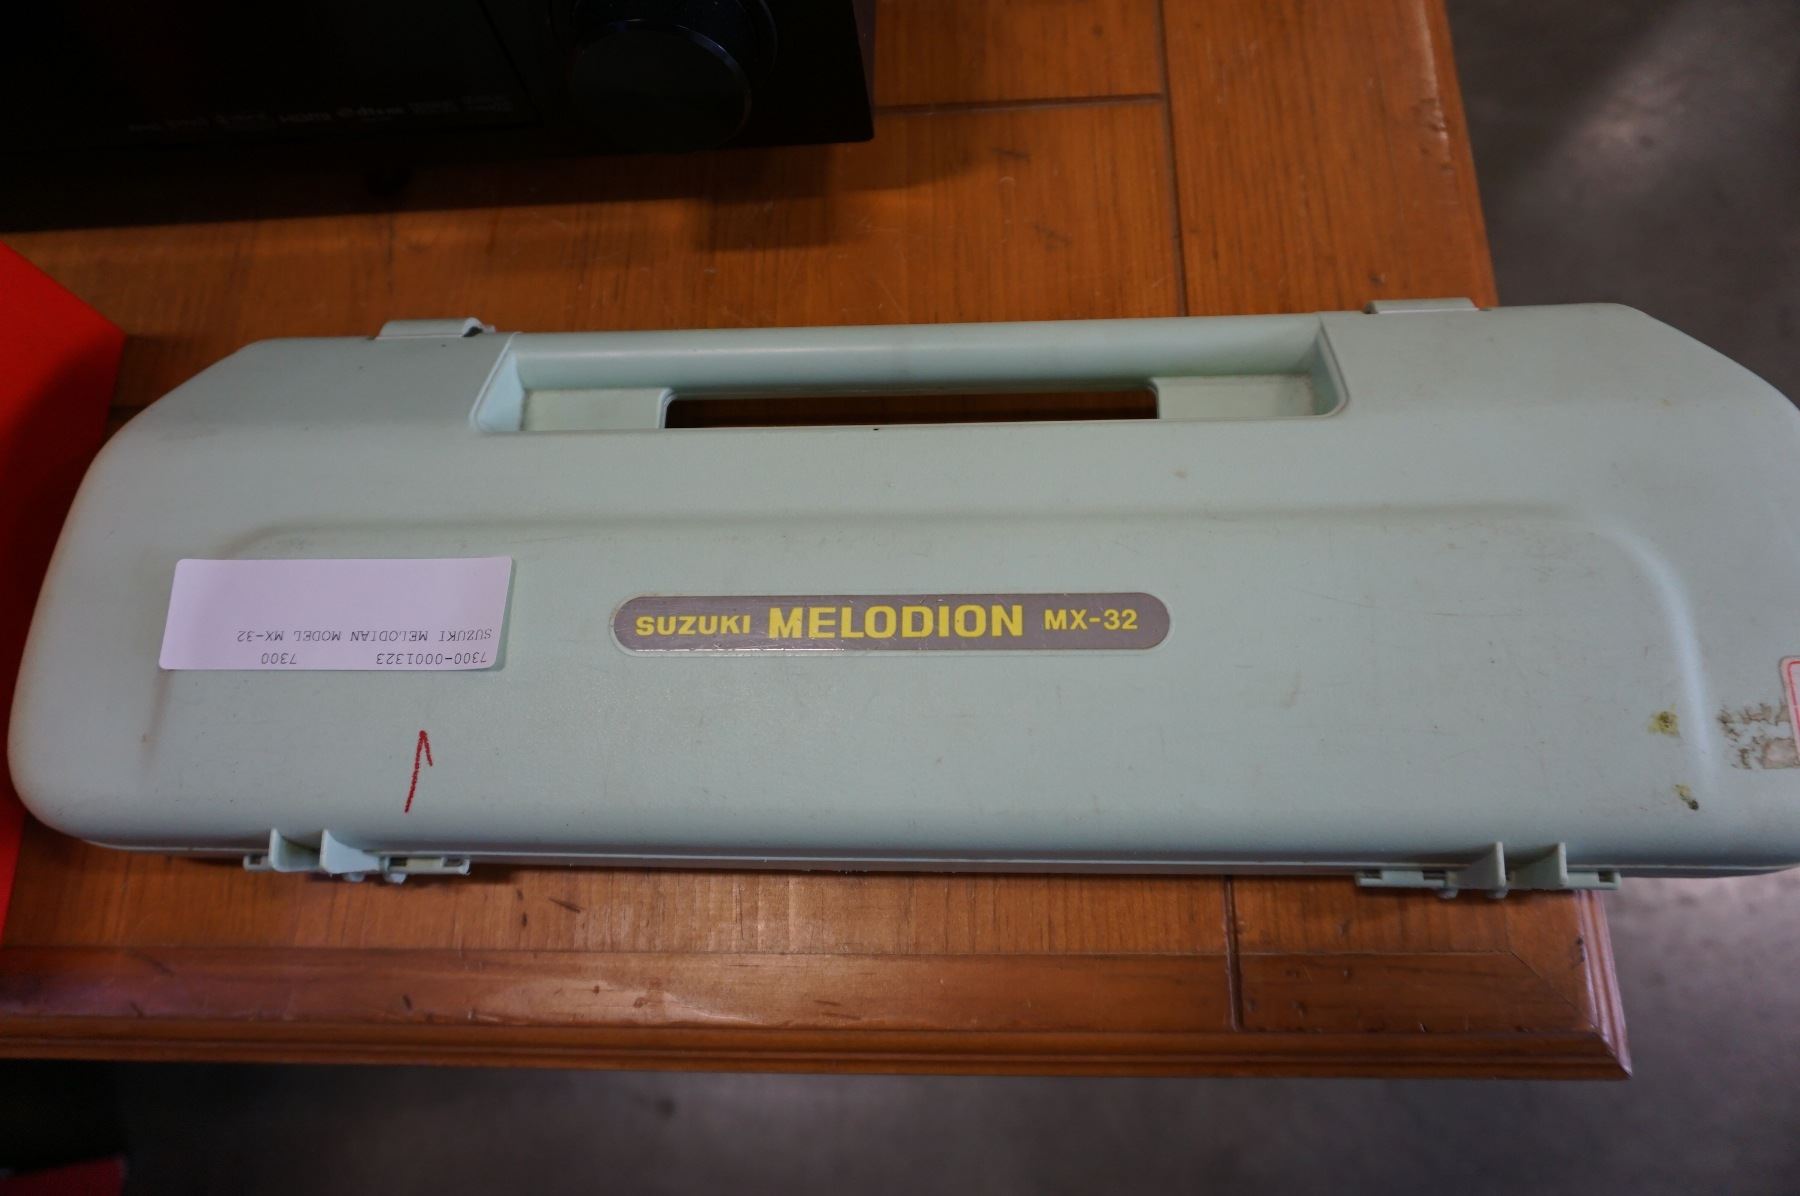 SUZUKI MELODION MX-32
7300-0001323 7300
SUZUKI MELODIAN MODEL MX-32